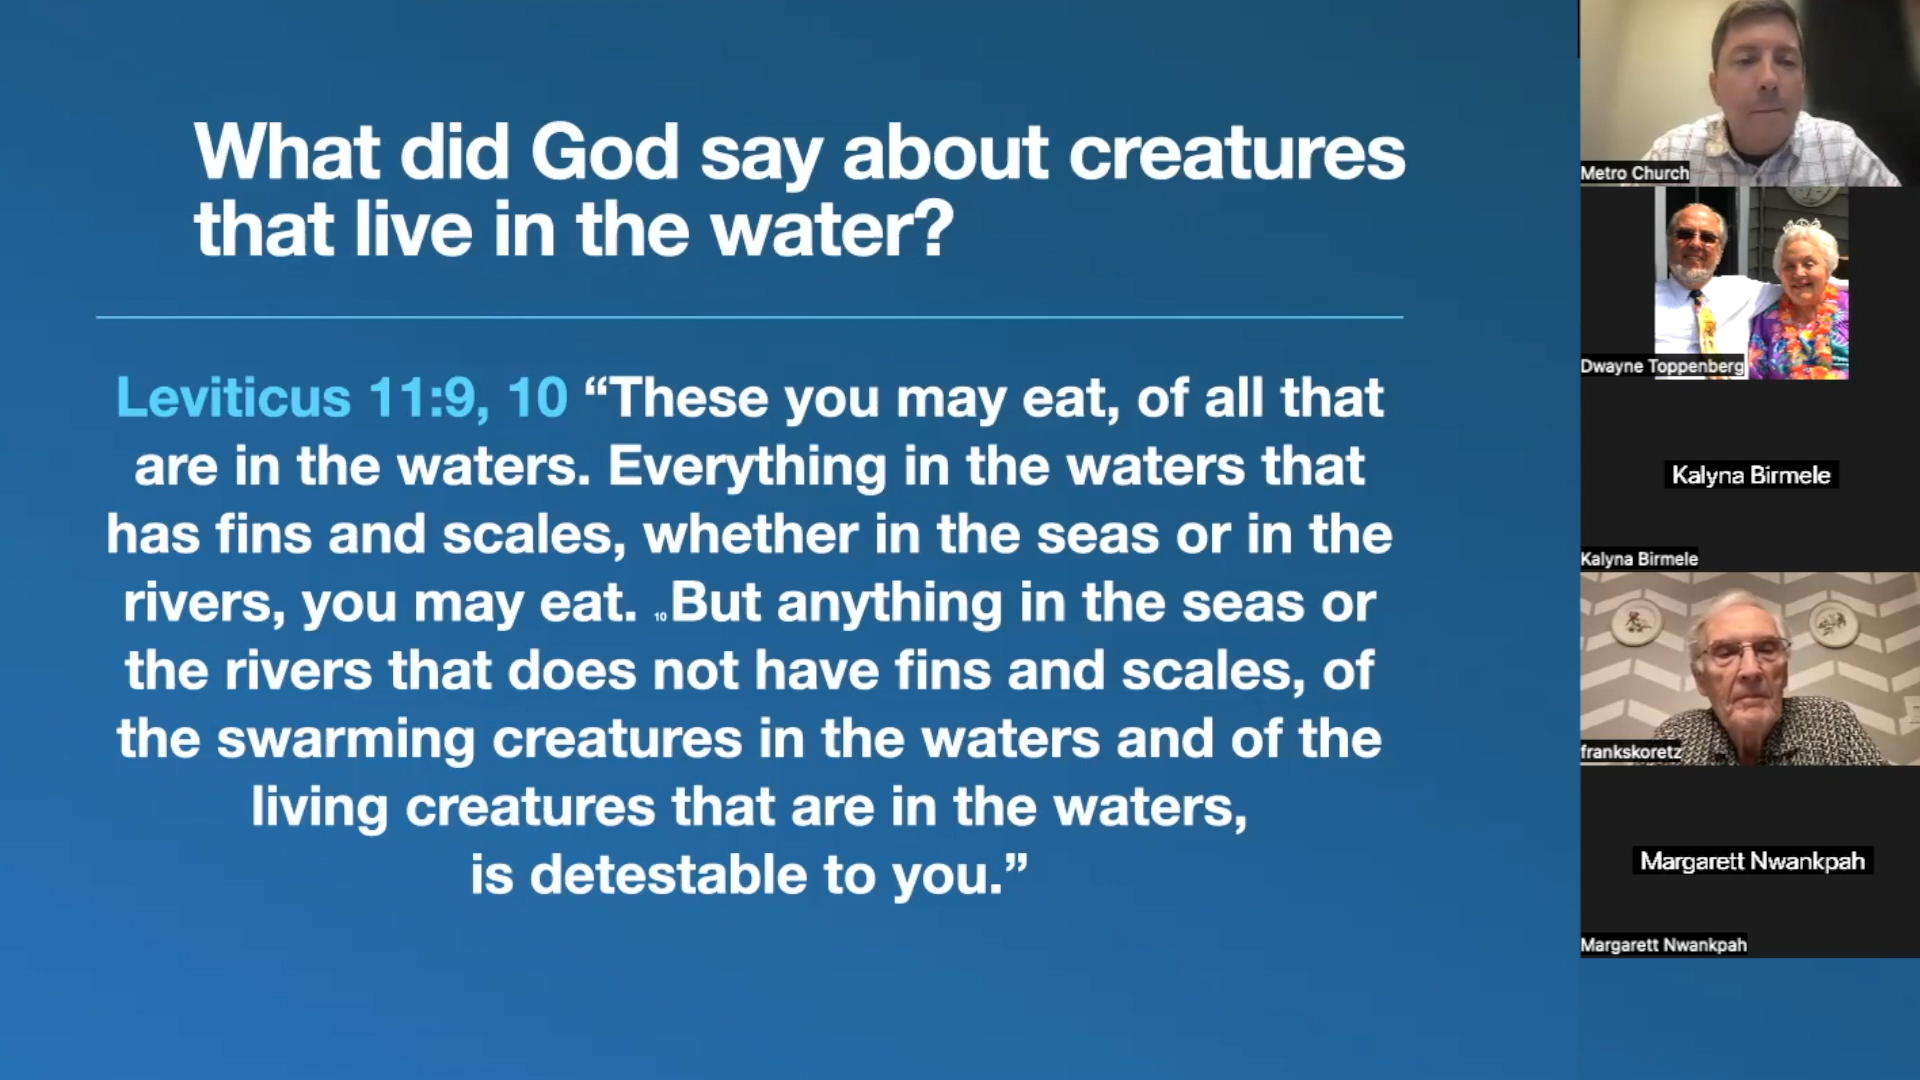 What did God say about creatures
that live in the water?
Leviticus 11:9, 10 “These you may eat, of all that
are in the waters. Everything in the waters that
has fins and scales, whether in the seas or in the
rivers, you may eat. 10 But anything in the seas or
the rivers that does not have fins and scales, of
the swarming creatures in the waters and of the
living creatures that are in the waters,
is detestable to you.”
Metro Church
Dwayne Toppenberg
Kalyna Birmele
Kalyna Birmele
frankskoretz
Margarett Nwankpah
Margarett Nwankpah